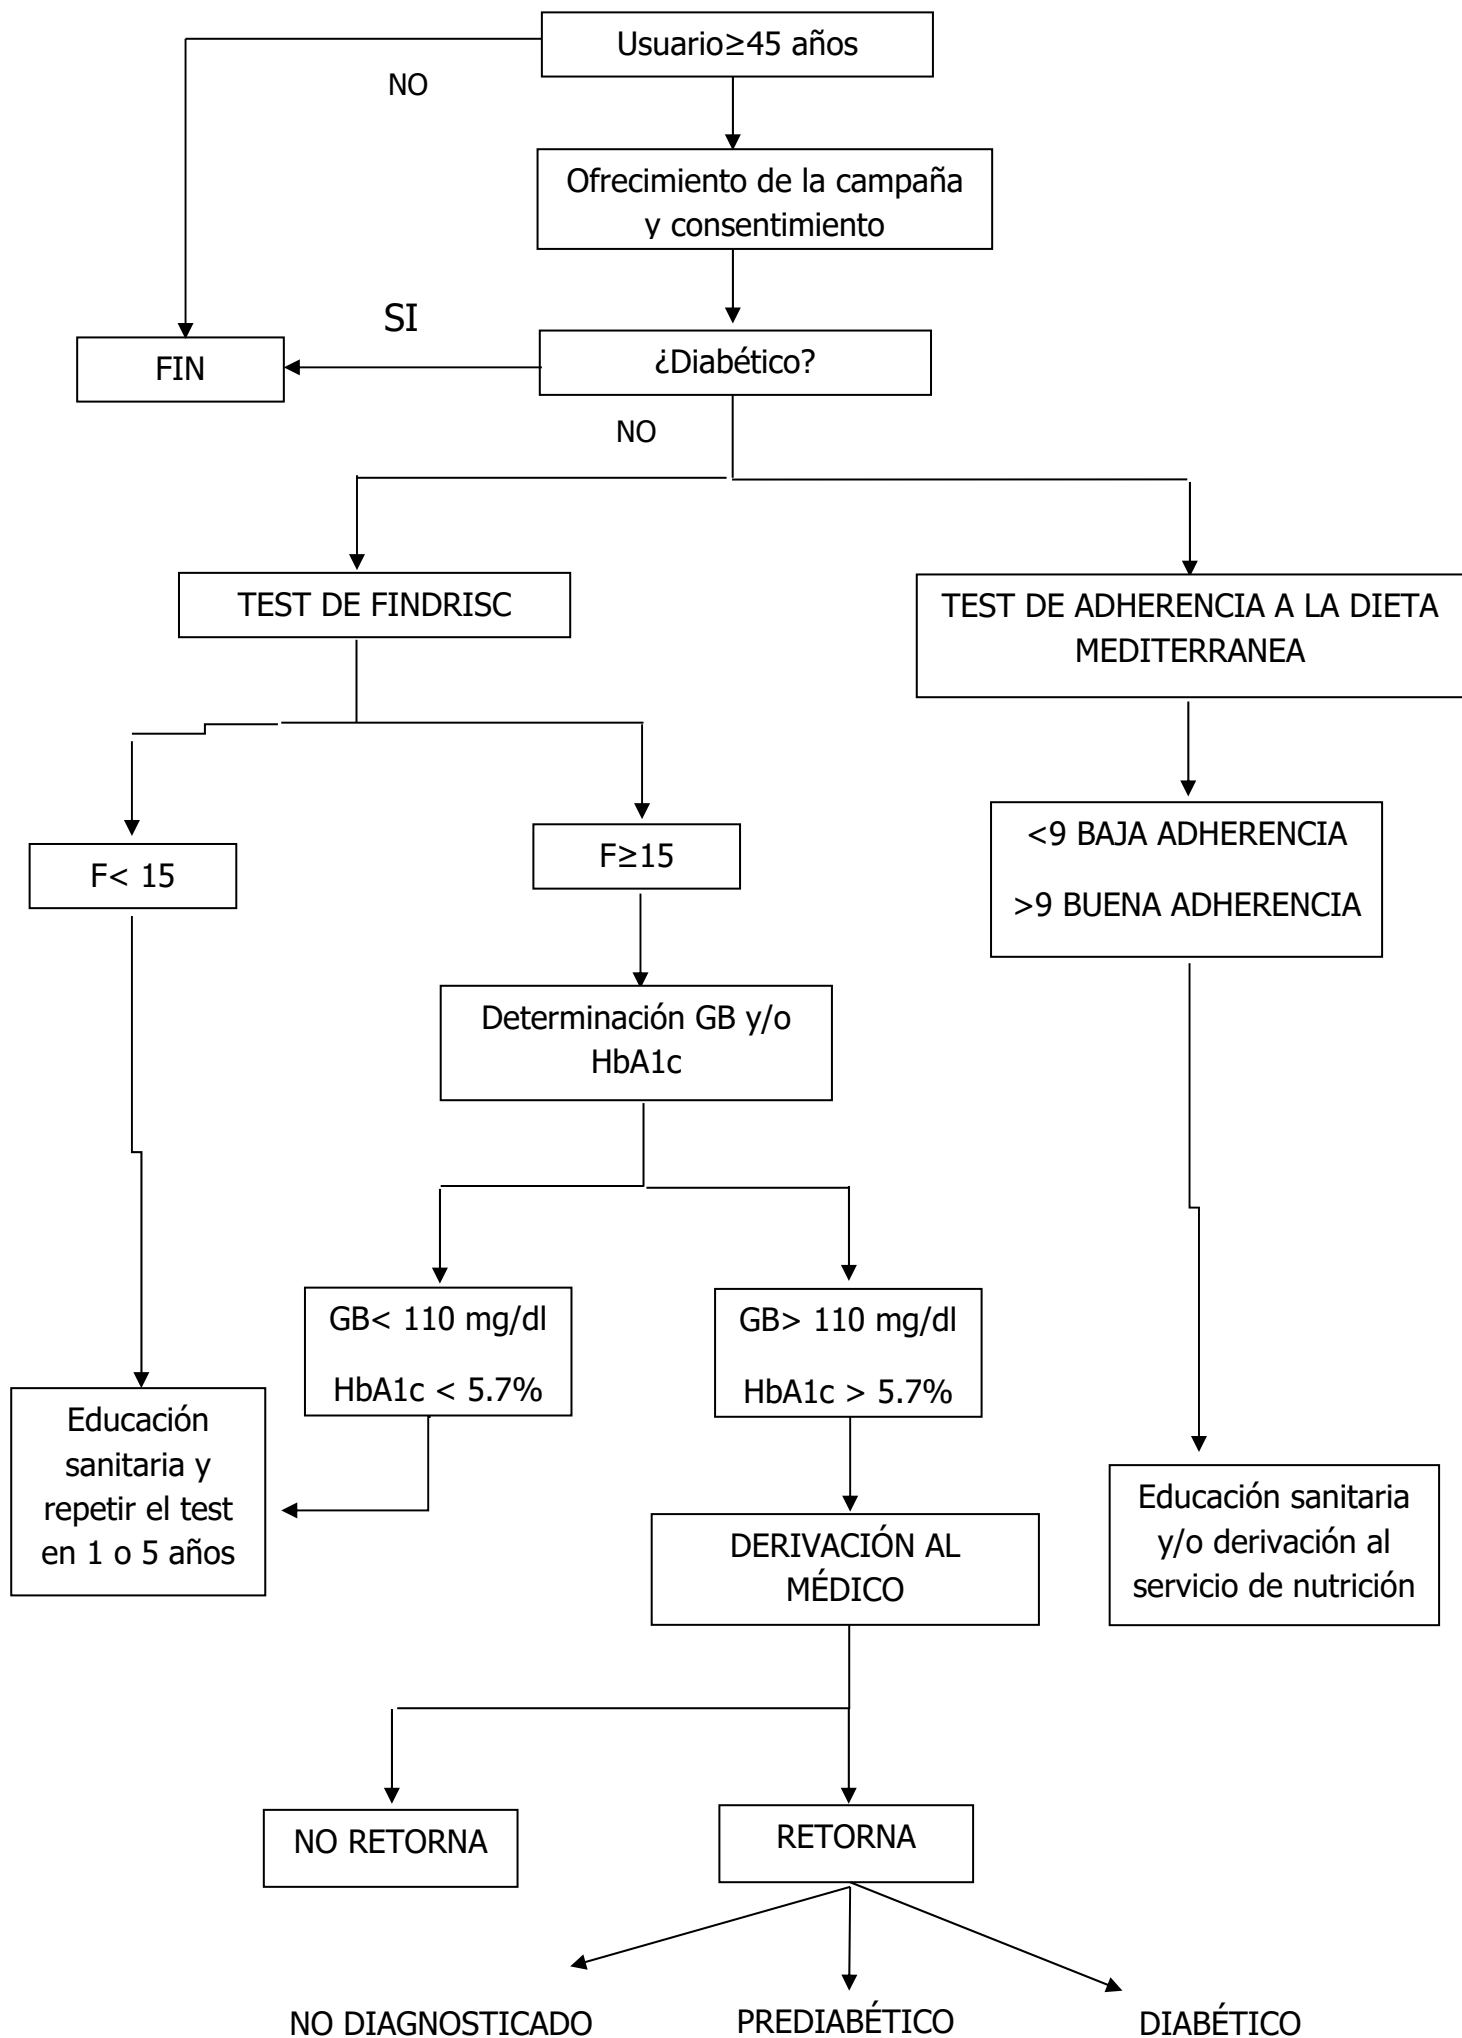 Usuario≥45 años
NO
Ofrecimiento de la campaña
y consentimiento
SI
¿Diabético?
FIN
NO
TEST DE FINDRISC
TEST DE ADHERENCIA A LA DIETA
MEDITERRANEA
F< 15
F≥15
<9 BAJA ADHERENCIA
>9 BUENA ADHERENCIA
Determinación GB y/o
HbA1c
GB< 110 mg/dl
HbA1c < 5.7%
GB> 110 mg/dl
HbA1c > 5.7%
Educación
sanitaria y
repetir el test
en 1 o 5 años
Educación sanitaria
y/o derivación al
servicio de nutrición
DERIVACIÓN AL
MÉDICO
NO RETORNA
RETORNA
NO DIAGNOSTICADO
PREDIABÉTICO
DIABÉTICO